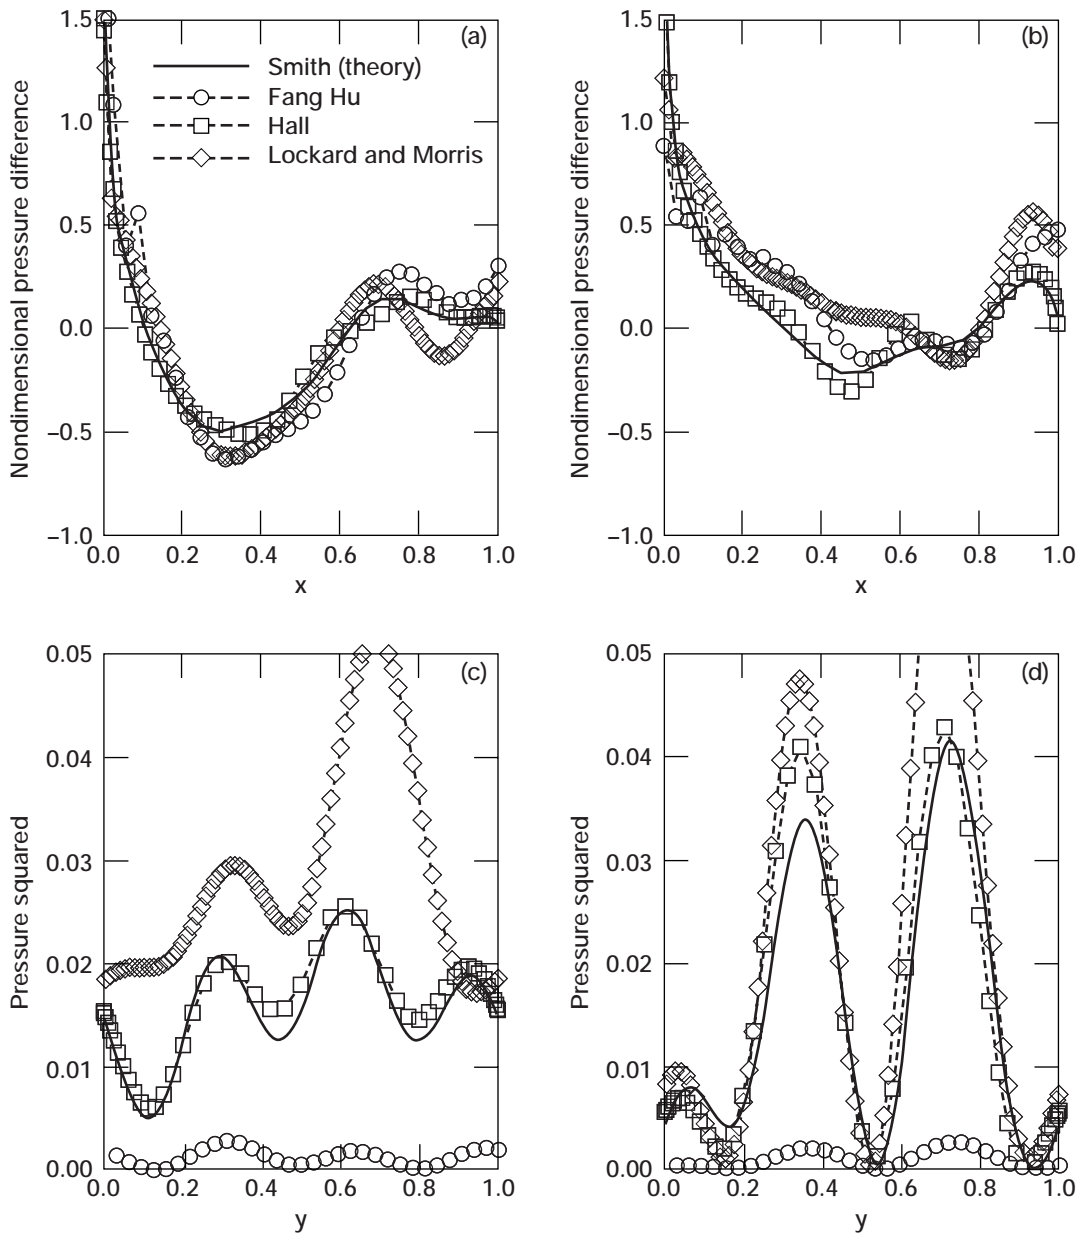 (a)
Smith (theory)
Fang Hu
Hall
Lockard and Morris
Nondimensional pressure difference
1.5
1.0
0.5
0.0
–0.5
–1.0
0.0 0.2 0.4 0.6 0.8 1.0
x
(b)
Nondimensional pressure difference
1.5
1.0
0.5
0.0
–0.5
–1.0
0.0 0.2 0.4 0.6 0.8 1.0
x
(c)
Pressure squared
0.05
0.04
0.03
0.02
0.01
0.00
0.0 0.2 0.4 0.6 0.8 1.0
y
(d)
Pressure squared
0.05
0.04
0.03
0.02
0.01
0.00
0.0 0.2 0.4 0.6 0.8 1.0
y